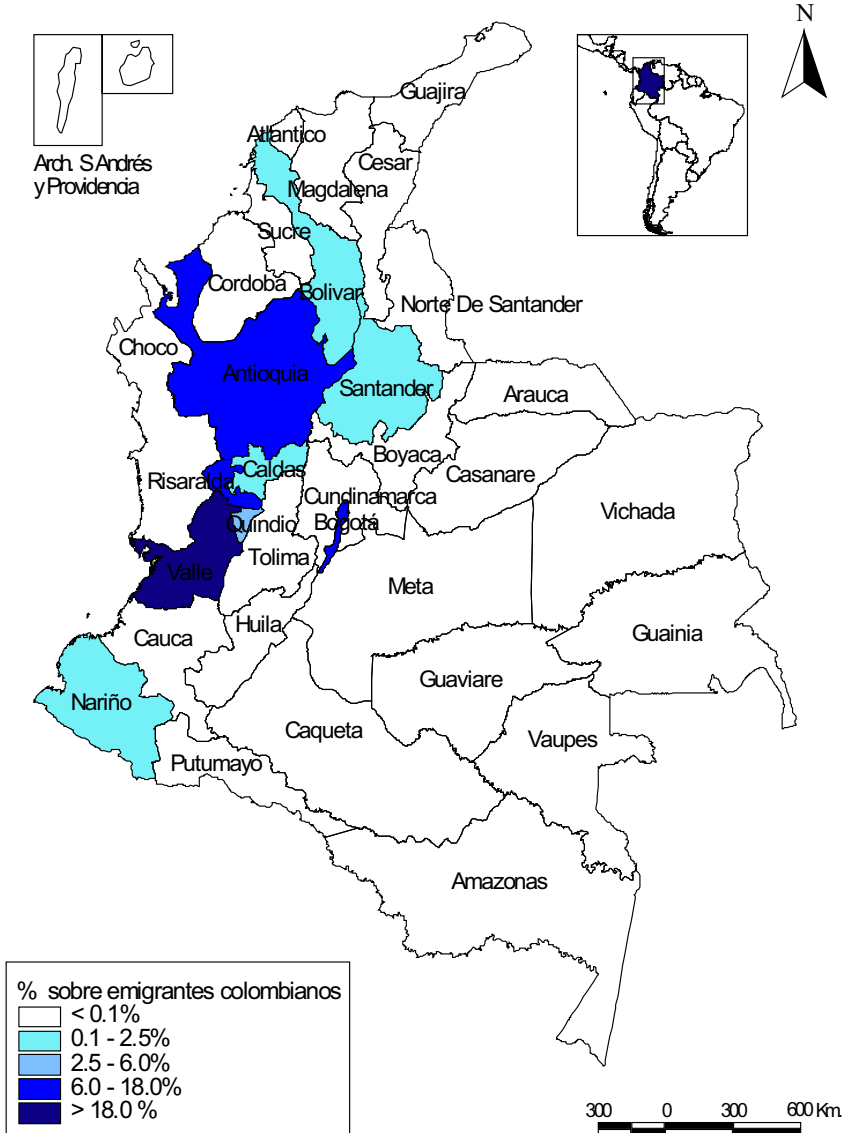 N
Guajira
Atlantico
Cesar
Arch. S.Andrés
y Providencia
Magdalena
Sucre
Cordoba
Bolivar
Norte De Santander
Choco
Antioquia
Santander
Arauca
Boyaca
Caldas
Casanare
Risaralda
Cundinamarca
Vichada
Quindio
Bogotá
Tolima
Valle
Meta
Huila
Cauca
Guainia
Guaviare
Nariño
Caqueta
Vaupes
Putumayo
Amazonas
% sobre emigrantes colombianos
< 0.1%
0.1 - 2.5%
2.5 - 6.0%
6.0 - 18.0%
> 18.0 %
300 0 300 600 Km.